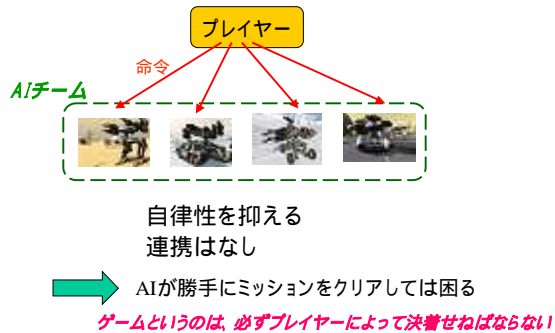 プレイヤー
命令
AIチーム
自律性を抑える
連携はなし
AIが勝手にミッションをクリアしては困る
ゲームというのは、必ずプレイヤーによって決着せねばならない